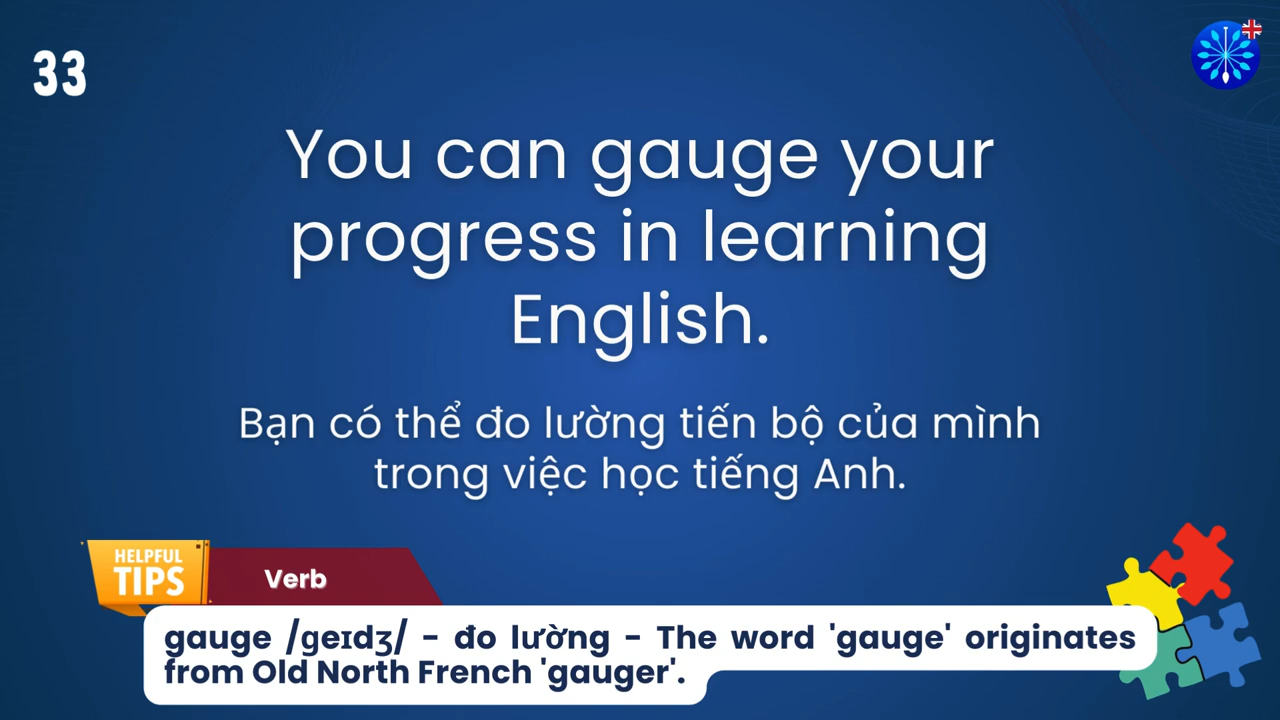 33
You can gauge your
progress in learning
English.
Bạn có thể đo lường tiến bộ của mình
trong việc học tiếng Anh.
HELPFUL
TIPS
Verb
gauge /ɡeɪdʒ/ - đo lường - The word 'gauge' originates
from Old North French 'gauger'.